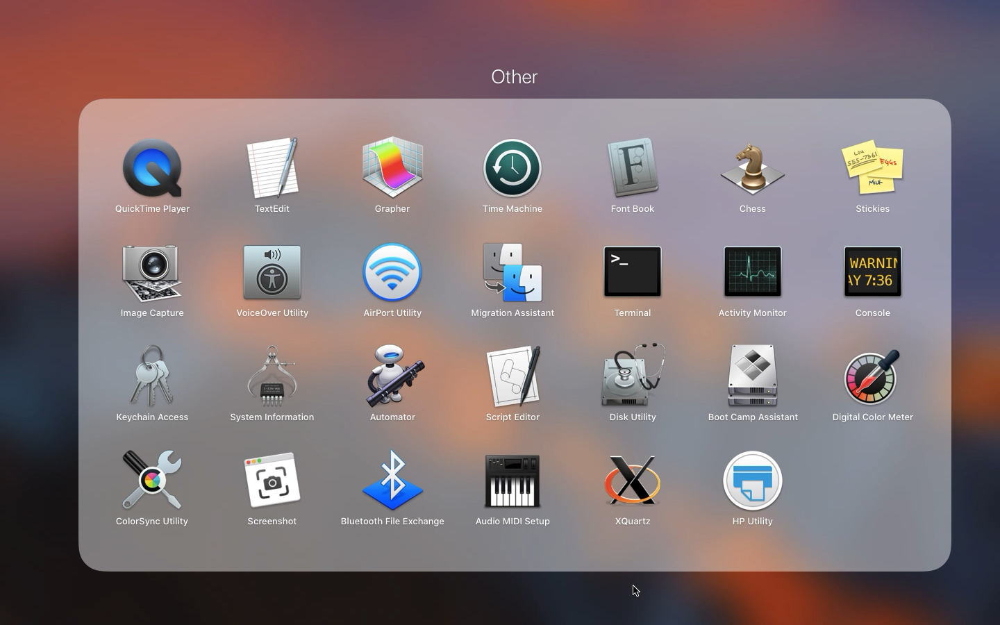 Other
QuickTime Player
TextEdit
Grapher
Time Machine
Font Book
Chess
Lou
555-7361
EGGS
MILK
Stickies
Image Capture
VoiceOver Utility
AirPort Utility
Migration Assistant
>_
Terminal
Activity Monitor
WARNIN
AY 7:36
Console
Keychain Access
System Information
Automator
Script Editor
Disk Utility
Boot Camp Assistant
Digital Color Meter
ColorSync Utility
Screenshot
Bluetooth File Exchange
Audio MIDI Setup
XQuartz
HP Utility